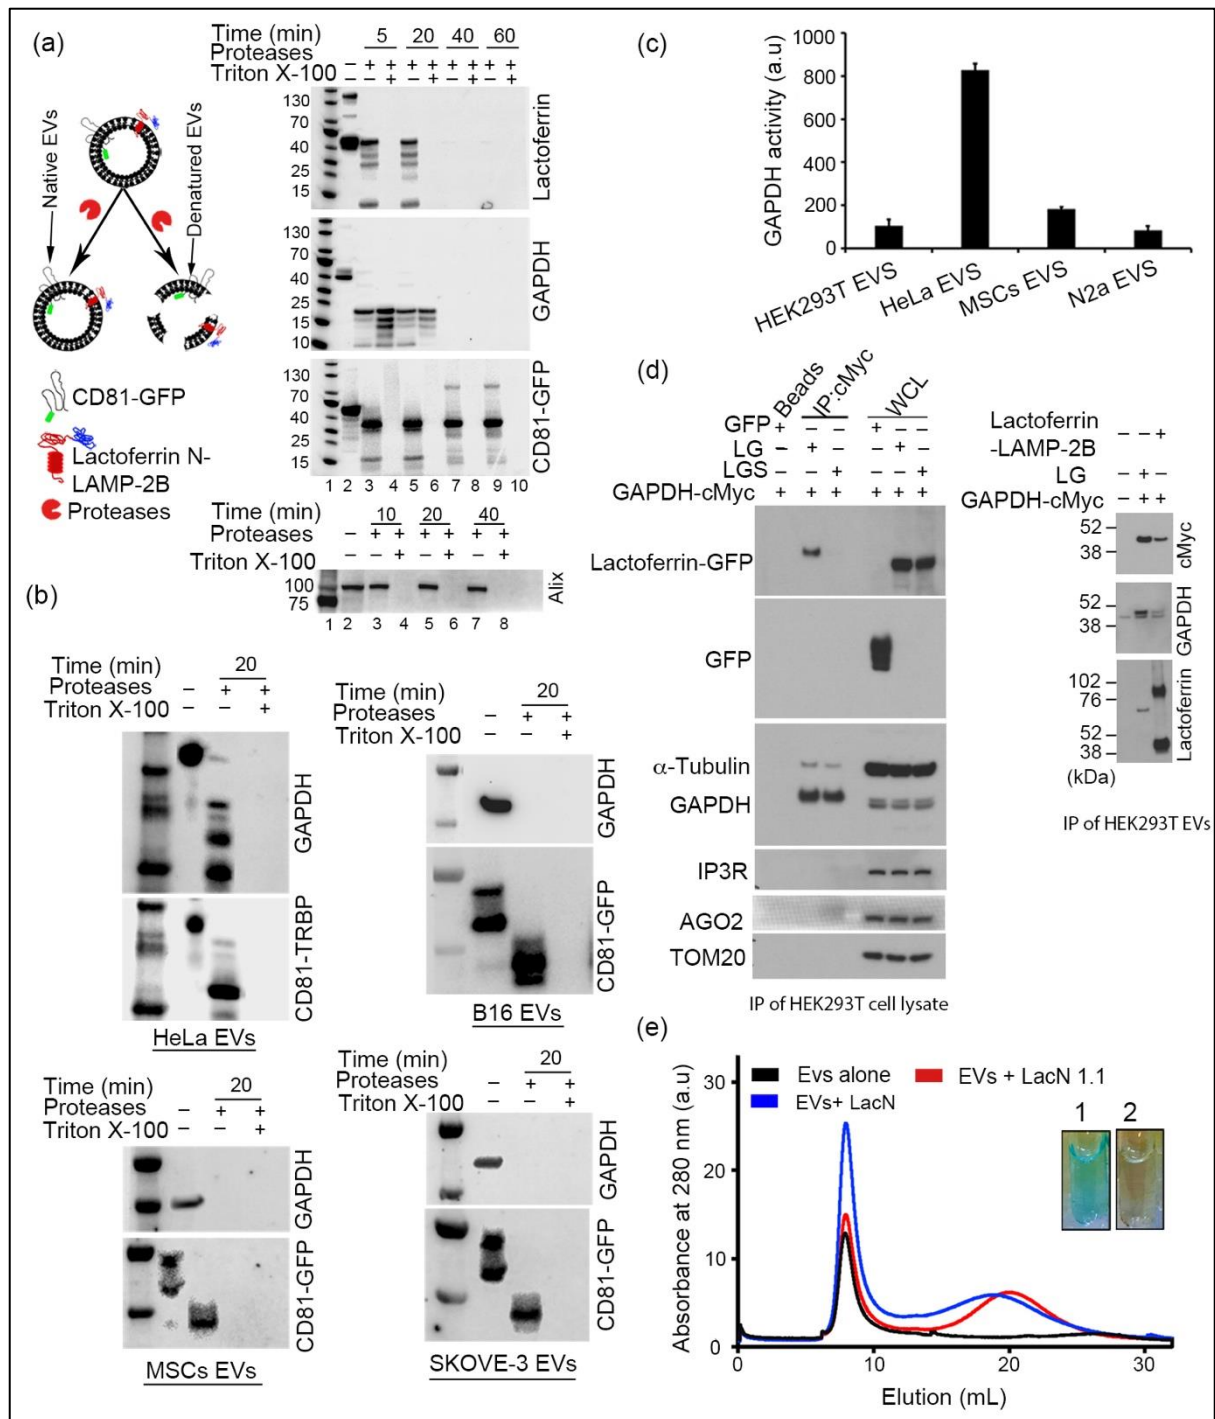 (a)
Time (min) 5 20 40 60
Proteases – + + + + + + + +
Triton X-100 – + + + +
Native EVs
Denatured EVs
130
70
40
25
15
Lactoferrin
130
70
40
25
15
10
GAPDH
130
70
40
25
15
CD81-GFP
1 2 3 4 5 6 7 8 9 10
CD81-GFP
Lactoferrin N-
LAMP-2B
Proteases
Time (min) 10 20 40
Proteases – + + + + + +
Triton X-100 – + + +
100
75
Alix
1 2 3 4 5 6 7 8
(b)
Time (min) 20
Proteases – + +
Triton X-100 – +
GAPDH
CD81-TRBP
HeLa EVs
Time (min) 20
Proteases – + +
Triton X-100 – +
GAPDH
CD81-GFP
B16 EVs
Time (min) 20
Proteases – + +
Triton X-100 – +
GAPDH
CD81-GFP
MSCs EVs
Time (min) 20
Proteases – + +
Triton X-100 – +
GAPDH
CD81-GFP
SKOVE-3 EVs
(c)
GAPDH activity (a.u)
1000
800
600
400
200
0
HEK293T EVS
HeLa EVS
MSCs EVS
N2a EVS
(d)
Beads
IP:cMyc
WCL
GFP + +
LG – + +
LGS – + +
GAPDH-cMyc + + + + + +
Lactoferrin-GFP
GFP
α-Tubulin
GAPDH
IP3R
AGO2
TOM20
IP of HEK293T cell lysate
Lactoferrin
-LAMP-2B – – +
LG – +
GAPDH-cMyc – + +
52
38
cMyc
52
38
GAPDH
102
76
52
38
(kDa)
Lactoferrin
IP of HEK293T EVs
(e)
Evs alone
EVs + LacN 1.1
EVs+ LacN
1 2
Absorbance at 280 nm (a.u)
30
20
10
0
0 10 20 30
Elution (mL)